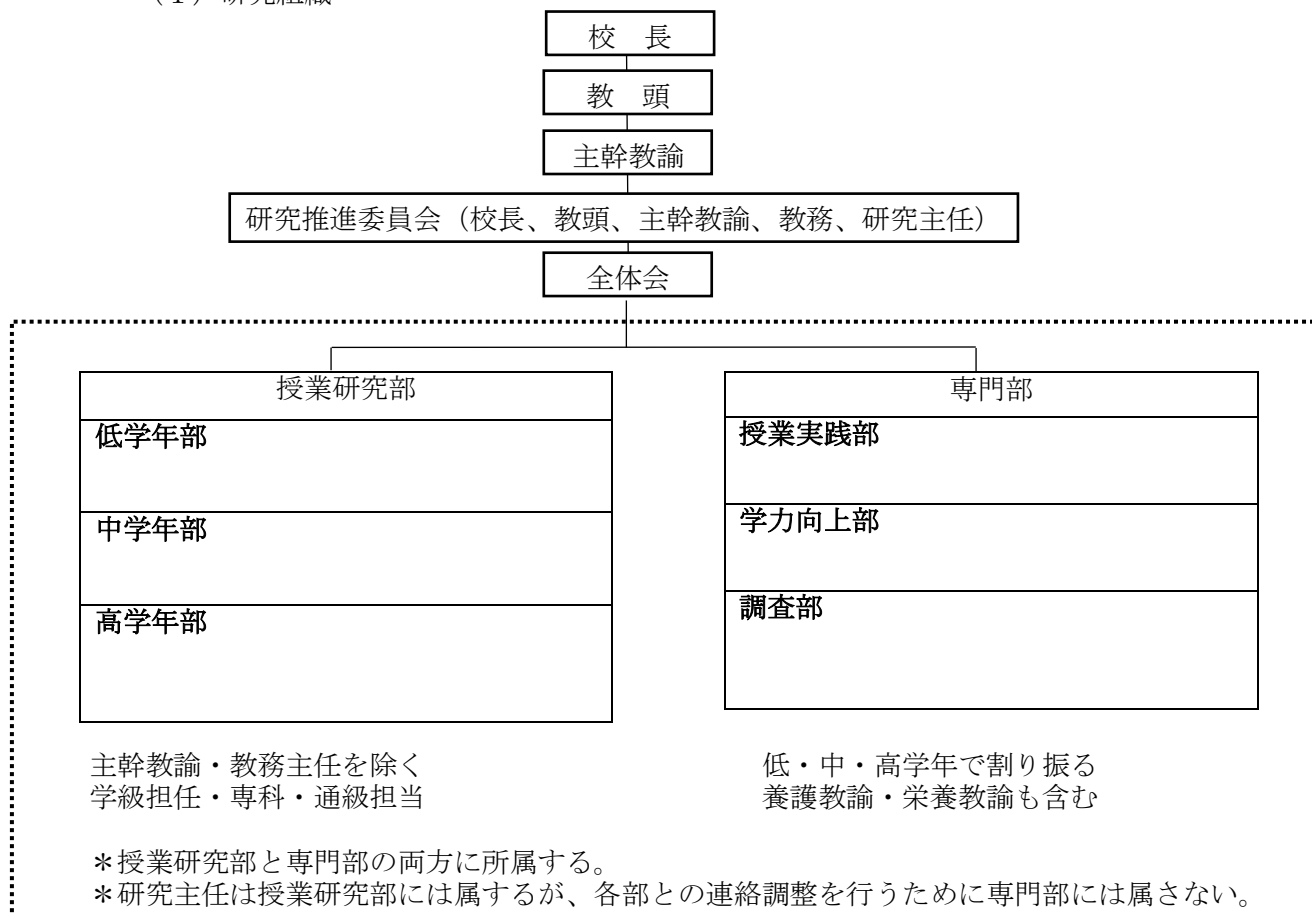 校　長
教　頭
主幹教諭
研究推進委員会（校長、教頭、主幹教諭、教務、研究主任）
全体会
授業研究部
低学年部
中学年部
高学年部
専門部
授業実践部
学力向上部
調査部
主幹教諭・教務主任を除く
学級担任・専科・通級担当
低・中・高学年で割り振る
養護教諭・栄養教諭も含む
＊授業研究部と専門部の両方に所属する。
＊研究主任は授業研究部には属するが、各部との連絡調整を行うために専門部には属さない。